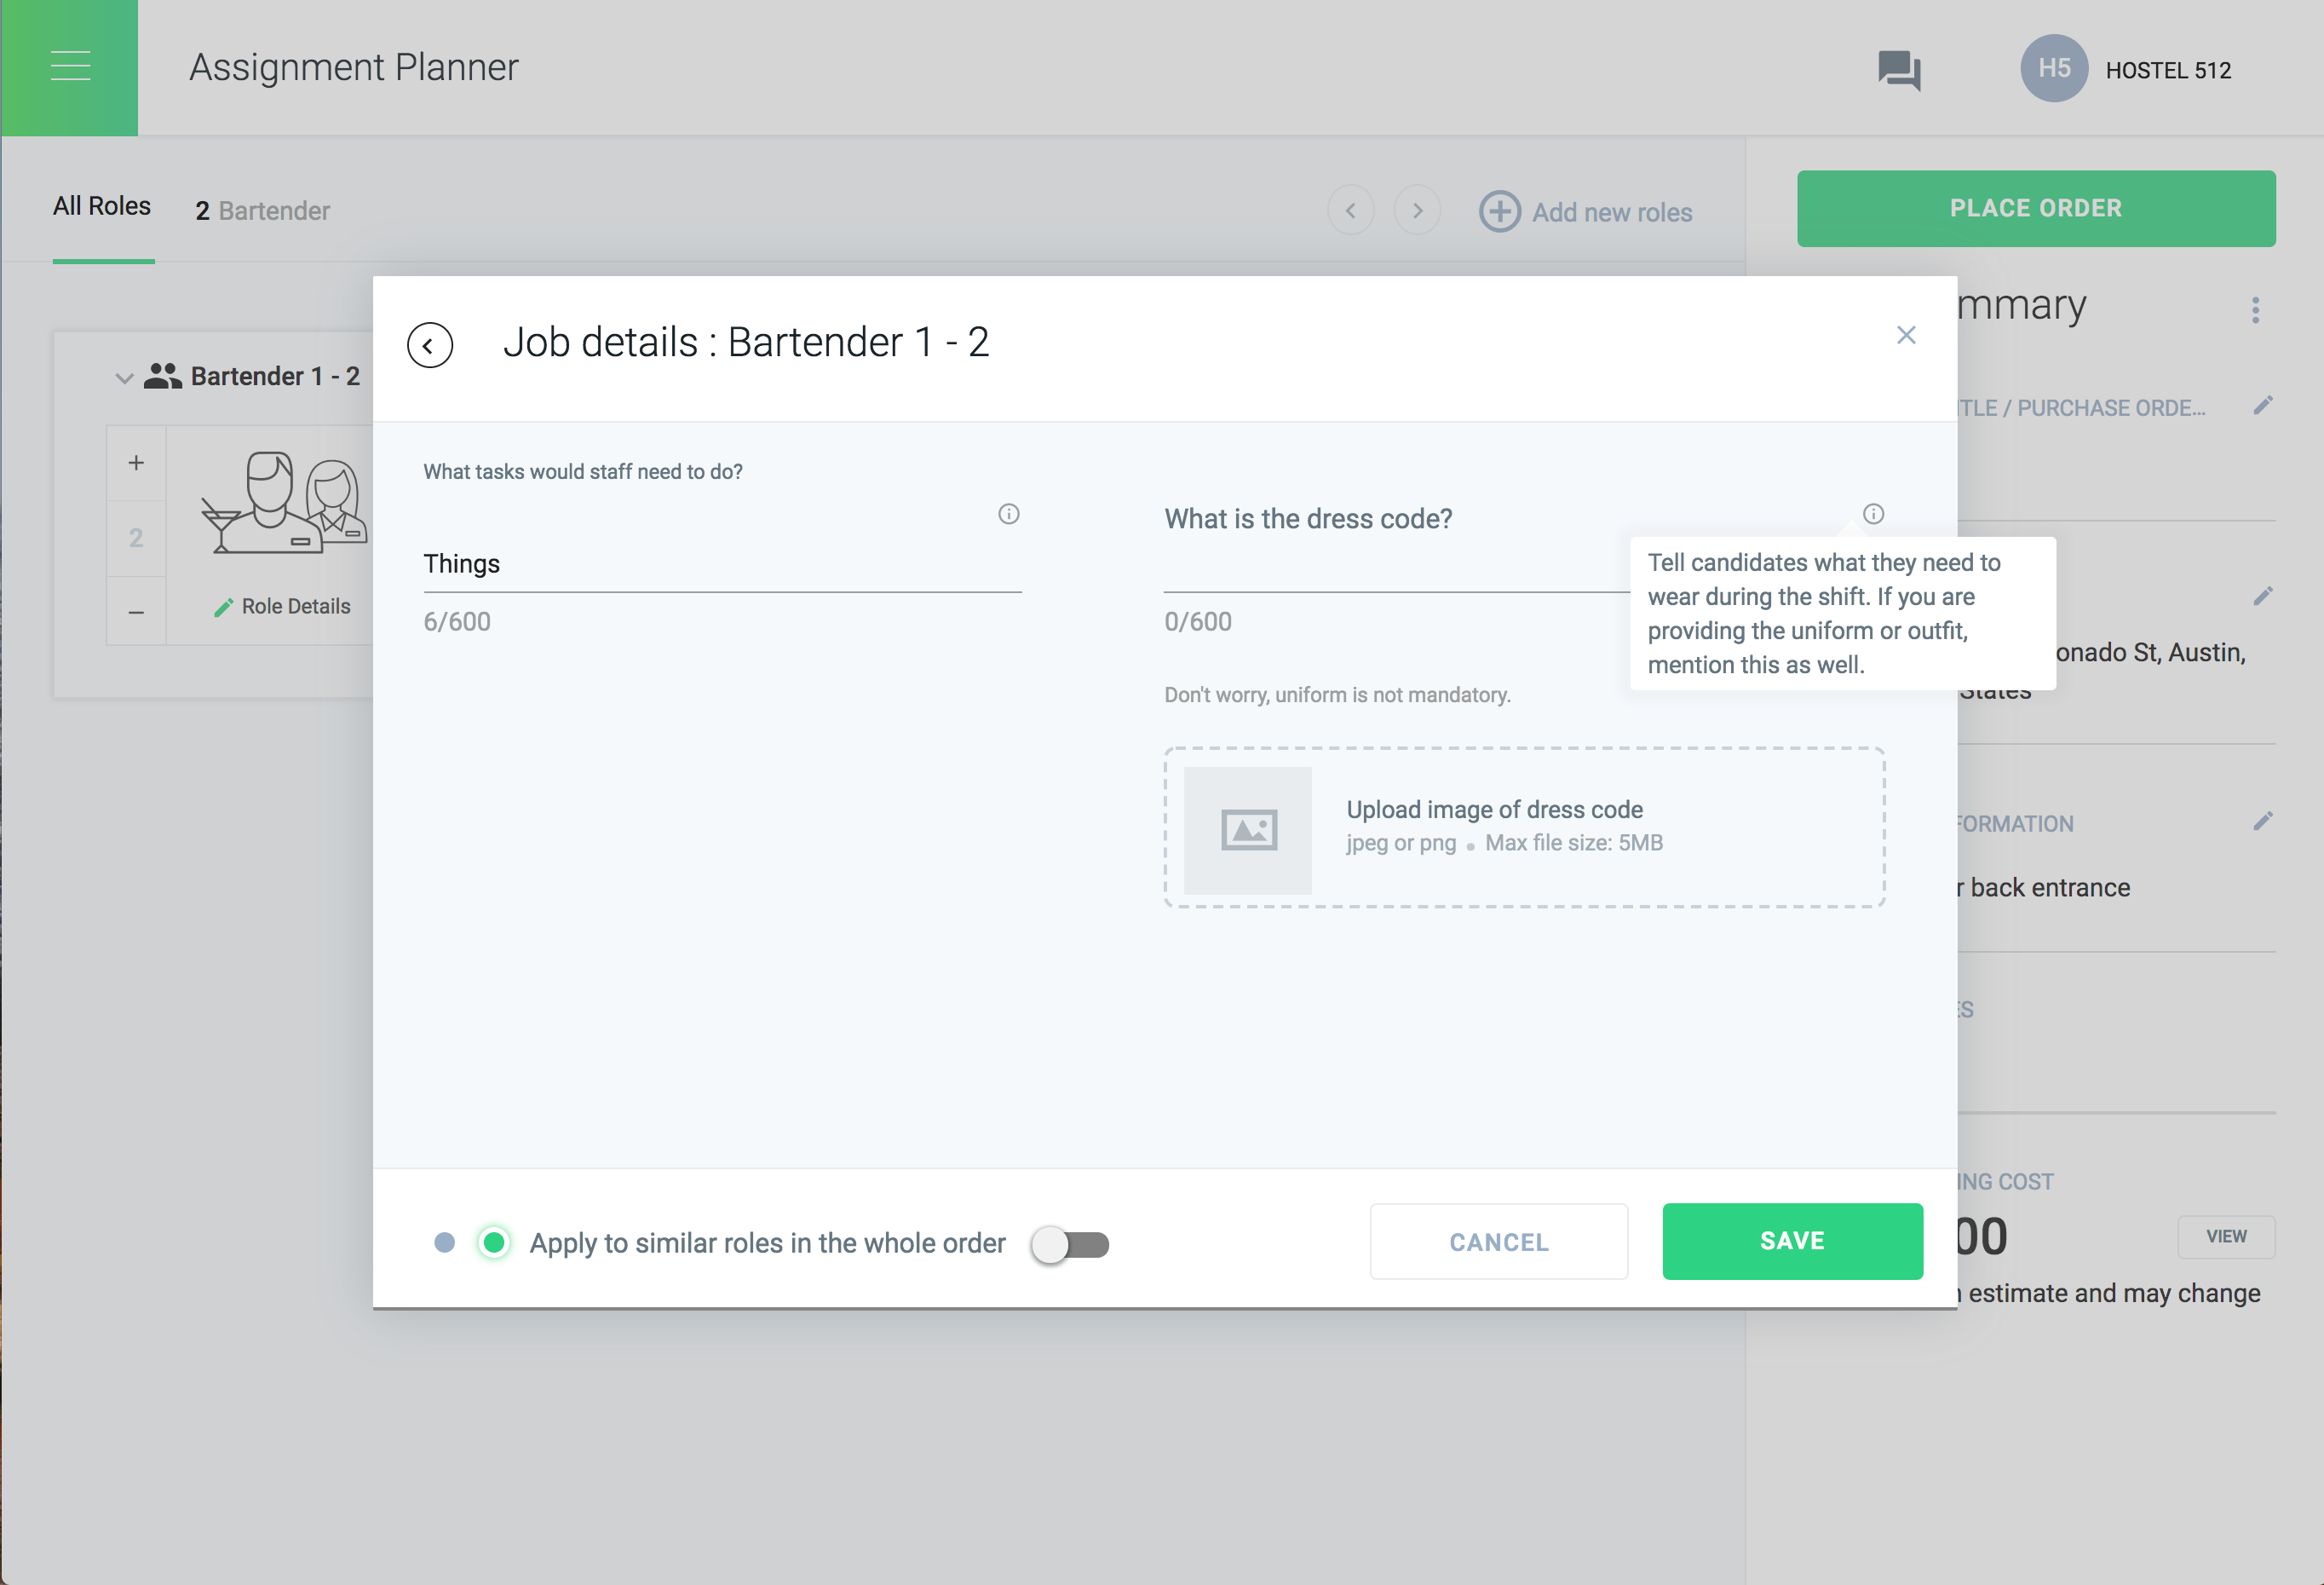 Assignment Planner
H5 HOSTEL 512
All Roles
2 Bartender
Add new roles
PLACE ORDER
Bartender 1 - 2
+
2
−
Role Details
Job details : Bartender 1 - 2
What tasks would staff need to do?
Things
6/600
What is the dress code?
0/600
Tell candidates what they need to
wear during the shift. If you are
providing the uniform or outfit,
mention this as well.
Don't worry, uniform is not mandatory.
Upload image of dress code
jpeg or png • Max file size: 5MB
Apply to similar roles in the whole order
CANCEL
SAVE
mmary
TLE / PURCHASE ORDE...
onado St, Austin,
States
FORMATION
r back entrance
ES
ING COST
00
VIEW
estimate and may change